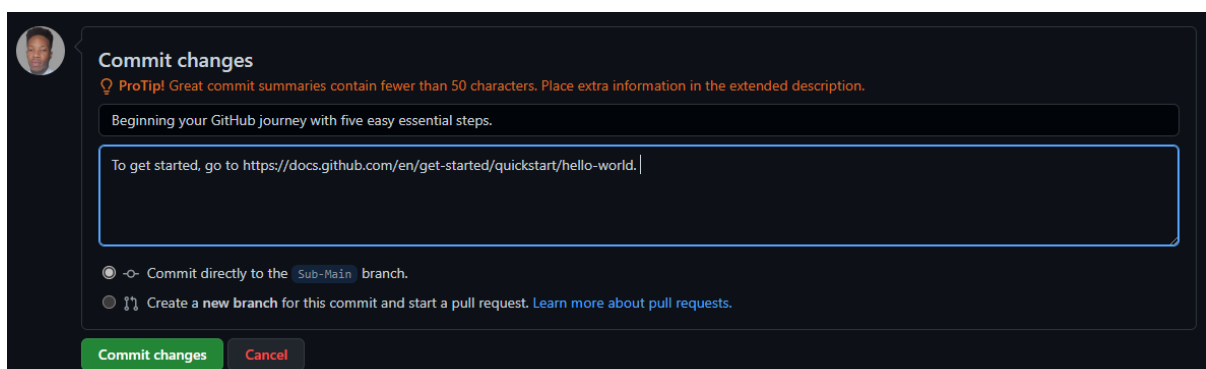 Commit changes
ProTip! Great commit summaries contain fewer than 50 characters. Place extra information in the extended description.
Beginning your GitHub journey with five easy essential steps.
To get started, go to https://docs.github.com/en/get-started/quickstart/hello-world.
Commit directly to the Sub-Main branch.
Create a new branch for this commit and start a pull request. Learn more about pull requests.
Commit changes Cancel